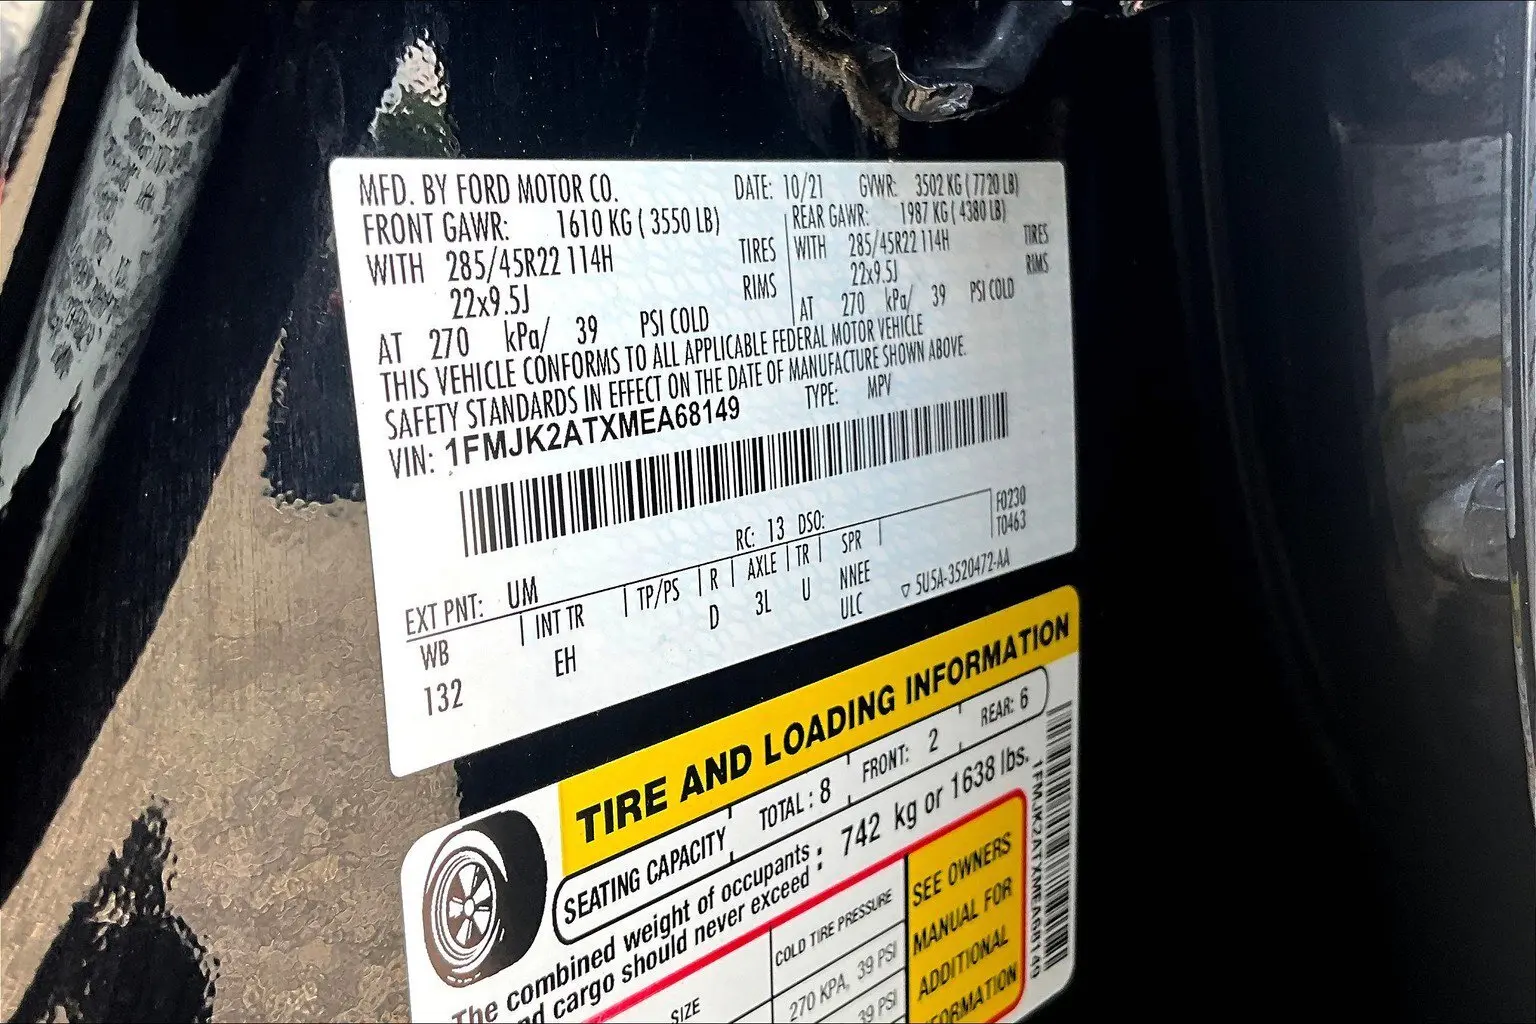 MFD. BY FORD MOTOR CO. DATE: 10/21 GVWR: 3502 KG ( 7720 LB)
FRONT GAWR: 1610 KG ( 3550 LB) REAR GAWR: 1987 KG ( 4380 LB)
WITH 285/45R22 114H TIRES WITH 285/45R22 114H TIRES
22x9.5J RIMS 22x9.5J RIMS
AT 270 kPa/ 39 PSI COLD AT 270 kPa/ 39 PSI COLD
THIS VEHICLE CONFORMS TO ALL APPLICABLE FEDERAL MOTOR VEHICLE
SAFETY STANDARDS IN EFFECT ON THE DATE OF MANUFACTURE SHOWN ABOVE.
VIN: 1FMJK2ATXMEA68149 TYPE: MPV
F0230
EXT PNT: UM RC: 13 DSO: T0463
WB INT TR TP/PS R AXLE TR SPR
132 EH D 3L U NNEE
ULC
▽ 5U5A-3520472-AA
TIRE AND LOADING INFORMATION
SEATING CAPACITY TOTAL : 8 FRONT: 2 REAR: 6
The combined weight of occupants
and cargo should never exceed : 742 kg or 1638 lbs.
SIZE COLD TIRE PRESSURE
270 KPA, 39 PSI
39 PSI
SEE OWNERS
MANUAL FOR
ADDITIONAL
INFORMATION
1FMJK2ATXMEA68149